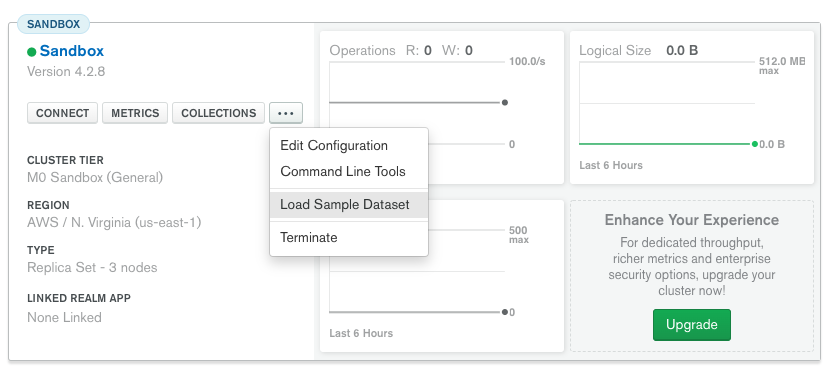 SANDBOX
Sandbox
Version 4.2.8
CONNECT
METRICS
COLLECTIONS
...
Edit Configuration
Command Line Tools
Load Sample Dataset
Terminate
CLUSTER TIER
M0 Sandbox (General)
REGION
AWS / N. Virginia (us-east-1)
TYPE
Replica Set - 3 nodes
LINKED REALM APP
None Linked
Operations R: 0 W: 0
100.0/s
0
Logical Size 0.0 B
512.0 MB
max
0.0 B
Last 6 Hours
500
max
0
Last 6 Hours
Enhance Your Experience
For dedicated throughput,
richer metrics and enterprise
security options, upgrade your
cluster now!
Upgrade